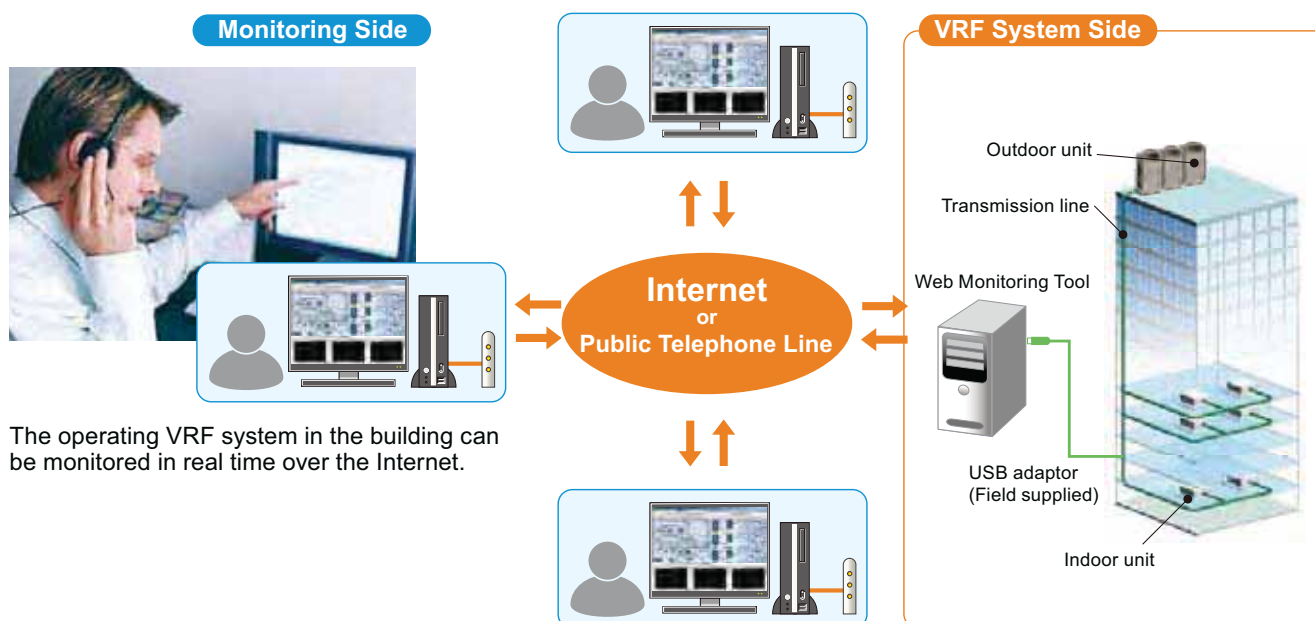 Monitoring Side
VRF System Side
Outdoor unit
Transmission line
Web Monitoring Tool
Internet
or
Public Telephone Line
The operating VRF system in the building can
be monitored in real time over the Internet.
USB adaptor
(Field supplied)
Indoor unit